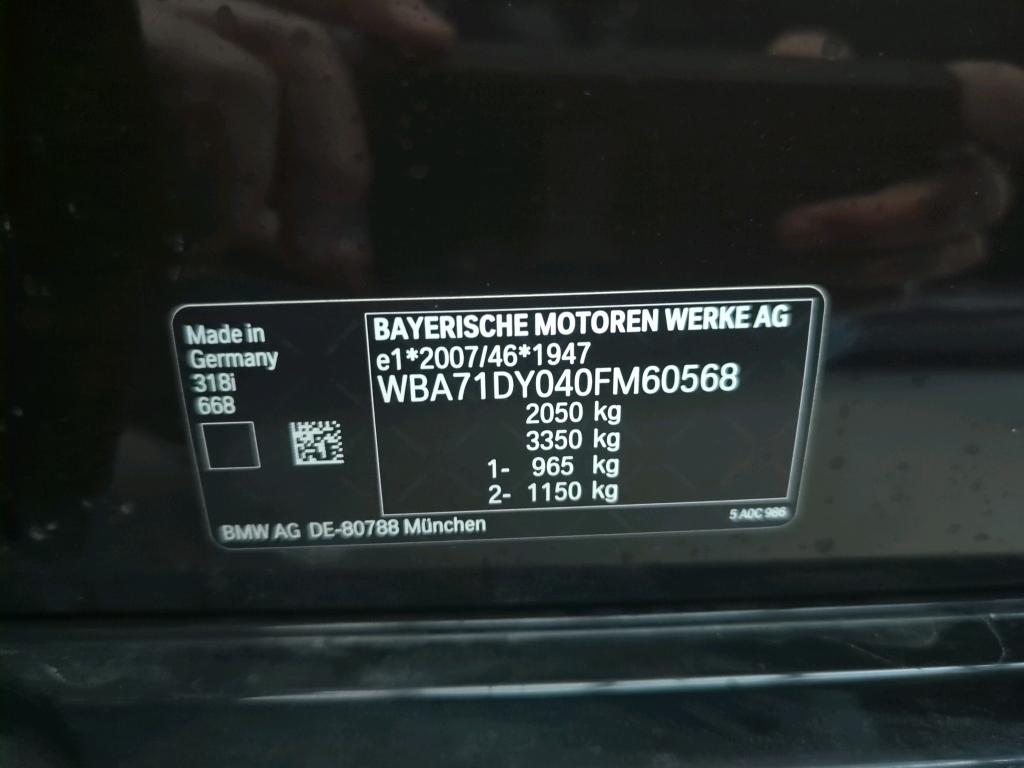 Made in
Germany
318i
668
BAYERISCHE MOTOREN WERKE AG
e1*2007/46*1947
WBA71DY040FM60568
2050 kg
3350 kg
1- 965 kg
2- 1150 kg
BMW AG DE-80788 München
5 A0C 986